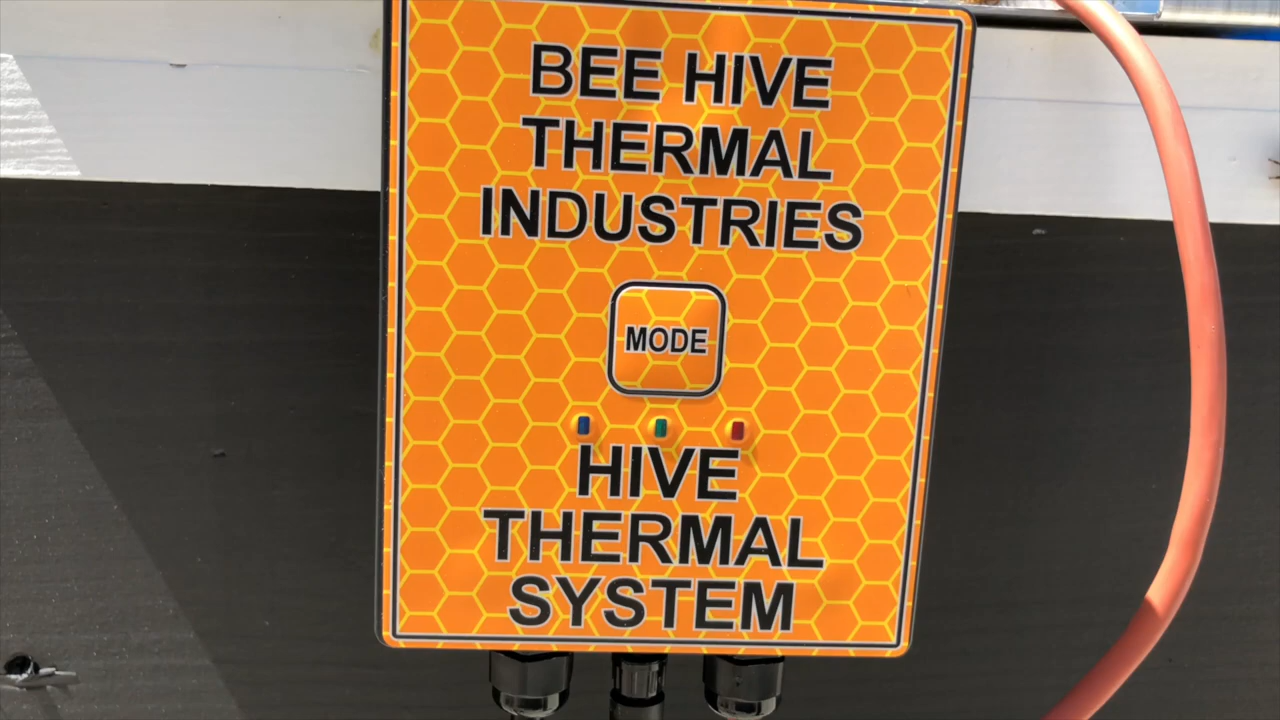 BEE HIVE
THERMAL
INDUSTRIES
MODE
HIVE
THERMAL
SYSTEM